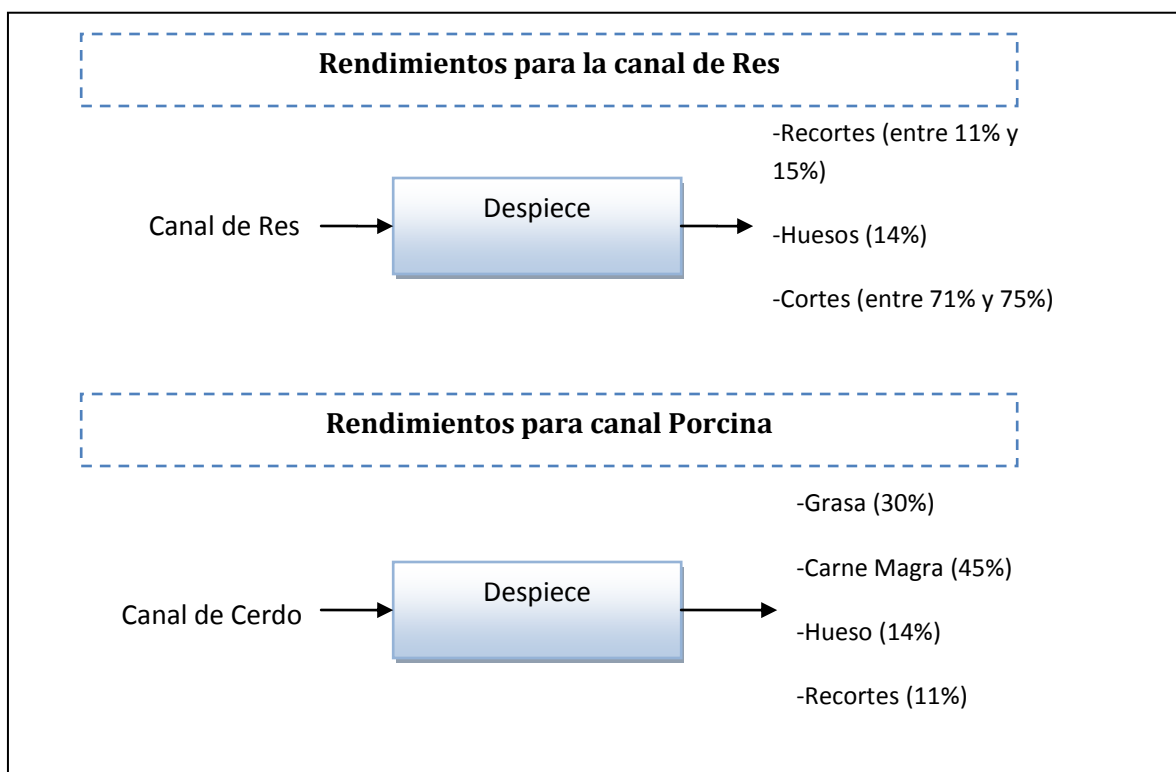 Rendimientos para la canal de Res
-Recortes (entre 11% y
15%)
Despiece
Canal de Res
-Huesos (14%)
-Cortes (entre 71% y 75%)
Rendimientos para canal Porcina
-Grasa (30%)
-Carne Magra (45%)
Despiece
Canal de Cerdo
-Hueso (14%)
-Recortes (11%)